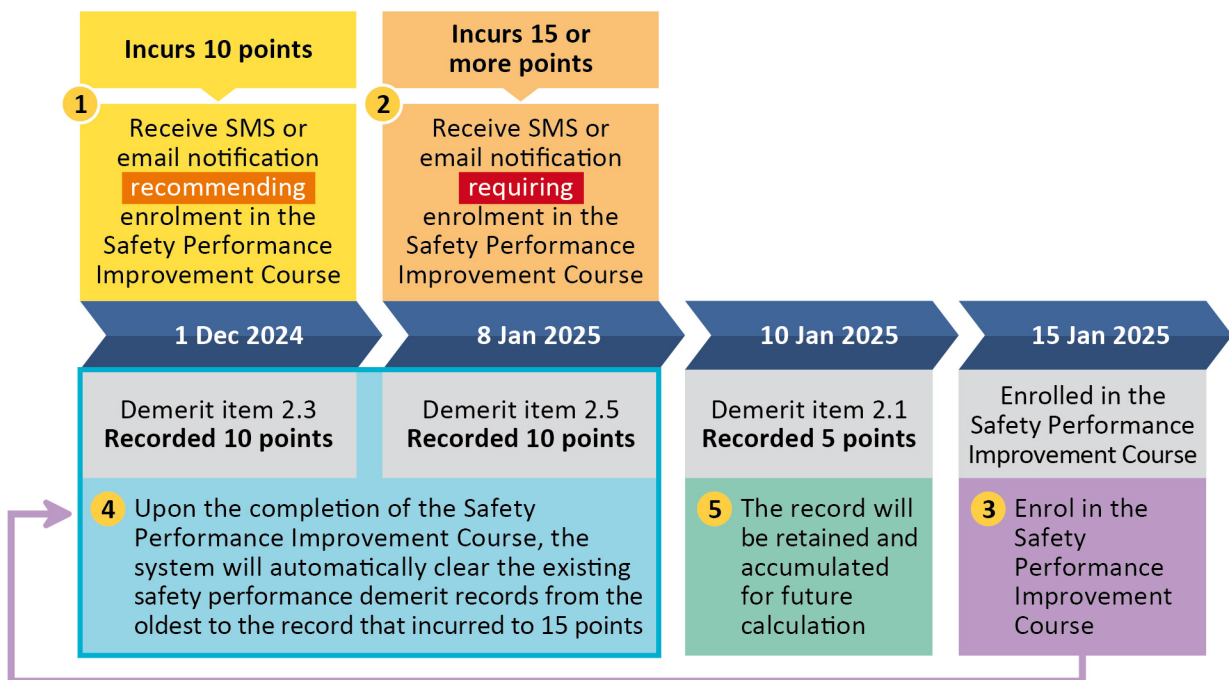 Incurs 10 points
Incurs 15 or
more points
1
Receive SMS or
email notification
recommending
enrolment in the
Safety Performance
Improvement Course
2
Receive SMS or
email notification
requiring
enrolment in the
Safety Performance
Improvement Course
1 Dec 2024
8 Jan 2025
10 Jan 2025
15 Jan 2025
Demerit item 2.3
Recorded 10 points
Demerit item 2.5
Recorded 10 points
Demerit item 2.1
Recorded 5 points
Enrolled in the
Safety Performance
Improvement Course
4 Upon the completion of the Safety
Performance Improvement Course, the
system will automatically clear the existing
safety performance demerit records from the
oldest to the record that incurred to 15 points
5 The record will
be retained and
accumulated
for future
calculation
3 Enrol in the
Safety
Performance
Improvement
Course